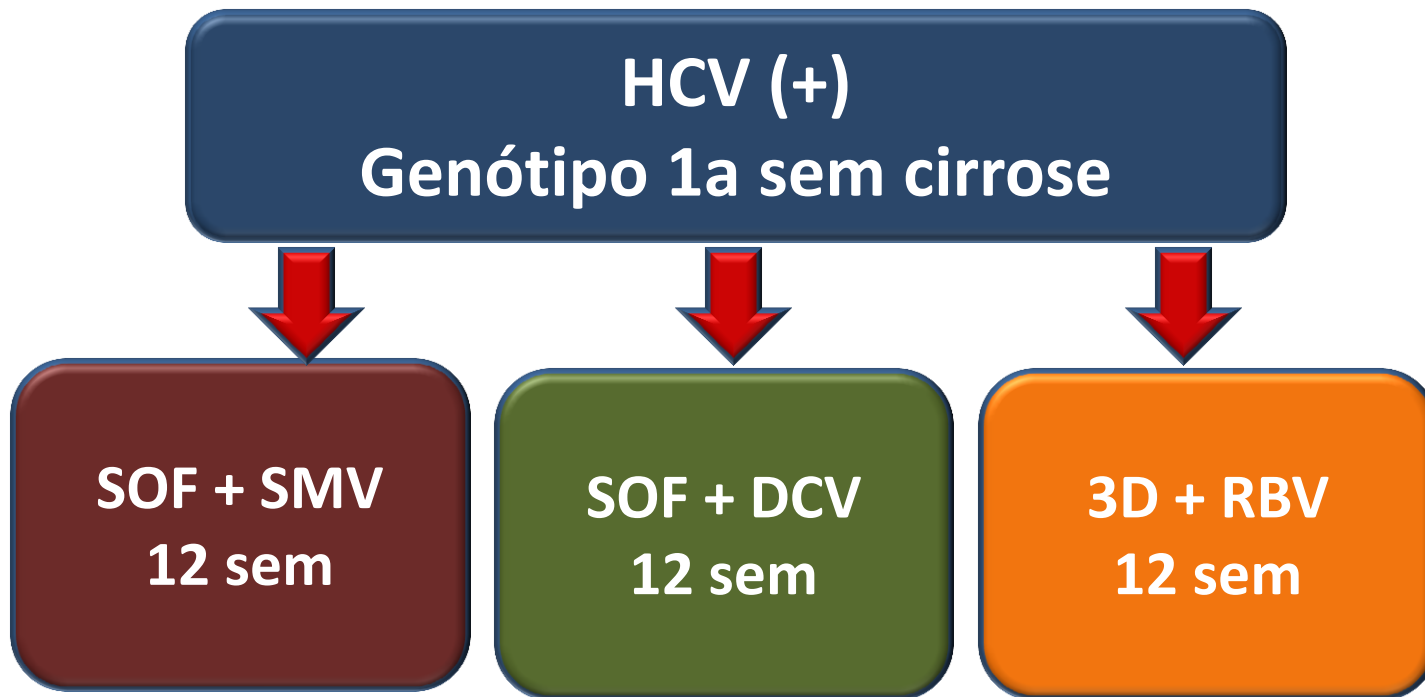 HCV (+)
Genótipo 1a sem cirrose
SOF + SMV
12 sem
SOF + DCV
12 sem
3D + RBV
12 sem